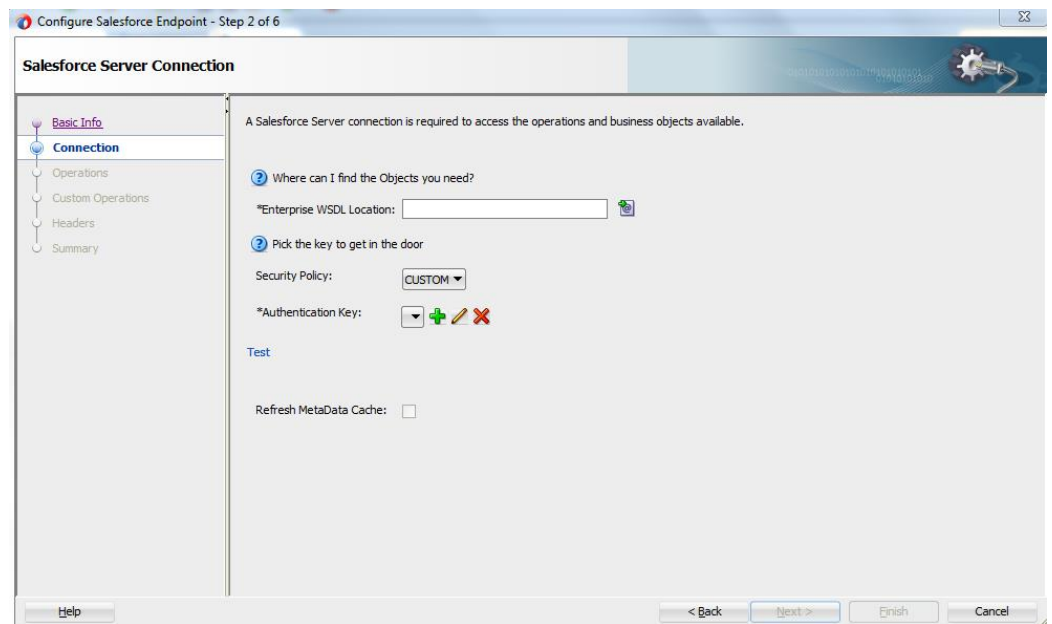 Configure Salesforce Endpoint - Step 2 of 6
Salesforce Server Connection
Basic Info
Connection
Operations
Custom Operations
Headers
Summary
A Salesforce Server connection is required to access the operations and business objects available.
Where can I find the Objects you need?
*Enterprise WSDL Location:
Pick the key to get in the door
Security Policy: CUSTOM
*Authentication Key:
Test
Refresh MetaData Cache:
Help < Back Next > Finish Cancel